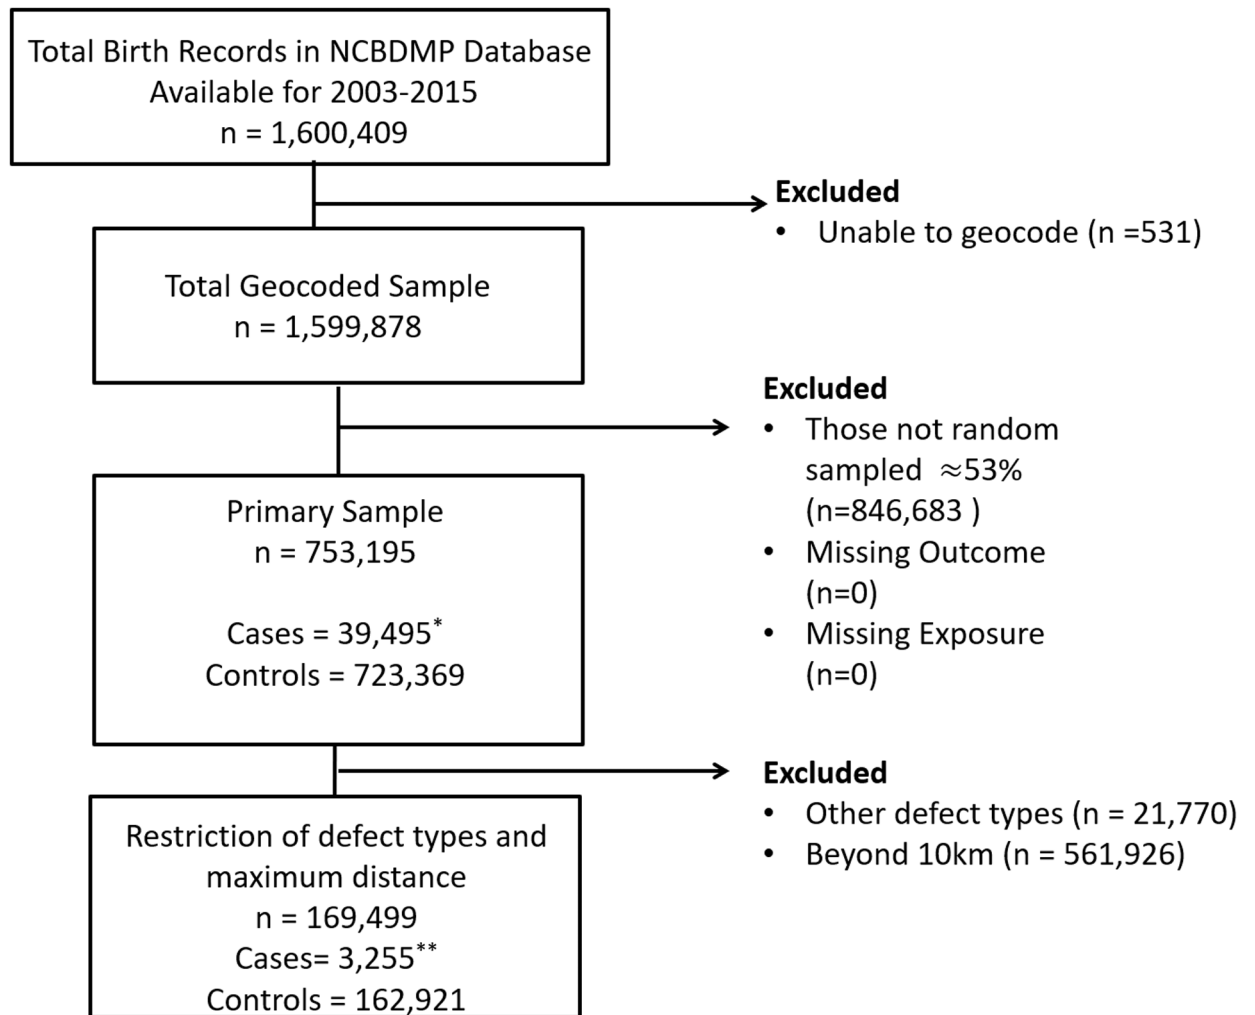 Total Birth Records in NCBDMP Database
Available for 2003-2015
n = 1,600,409
Excluded
• Unable to geocode (n =531)
Total Geocoded Sample
n = 1,599,878
Excluded
• Those not random
sampled ≈53%
(n=846,683 )
• Missing Outcome
(n=0)
• Missing Exposure
(n=0)
Primary Sample
n = 753,195
Cases = 39,495*
Controls = 723,369
Excluded
• Other defect types (n = 21,770)
• Beyond 10km (n = 561,926)
Restriction of defect types and
maximum distance
n = 169,499
Cases= 3,255**
Controls = 162,921